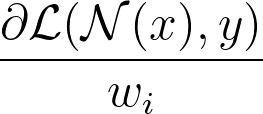 ∂ℒ(𝒩(x), y)
w_i